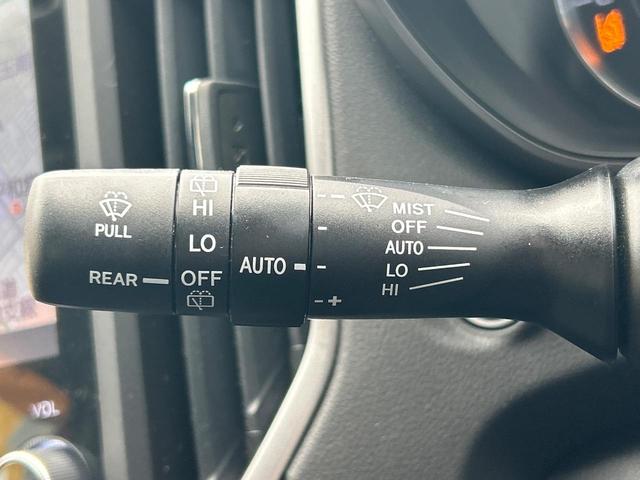 PULL
REAR
HI
LO
OFF
AUTO
- -
-
-
- +
MIST
OFF
AUTO
LO
HI
VOL